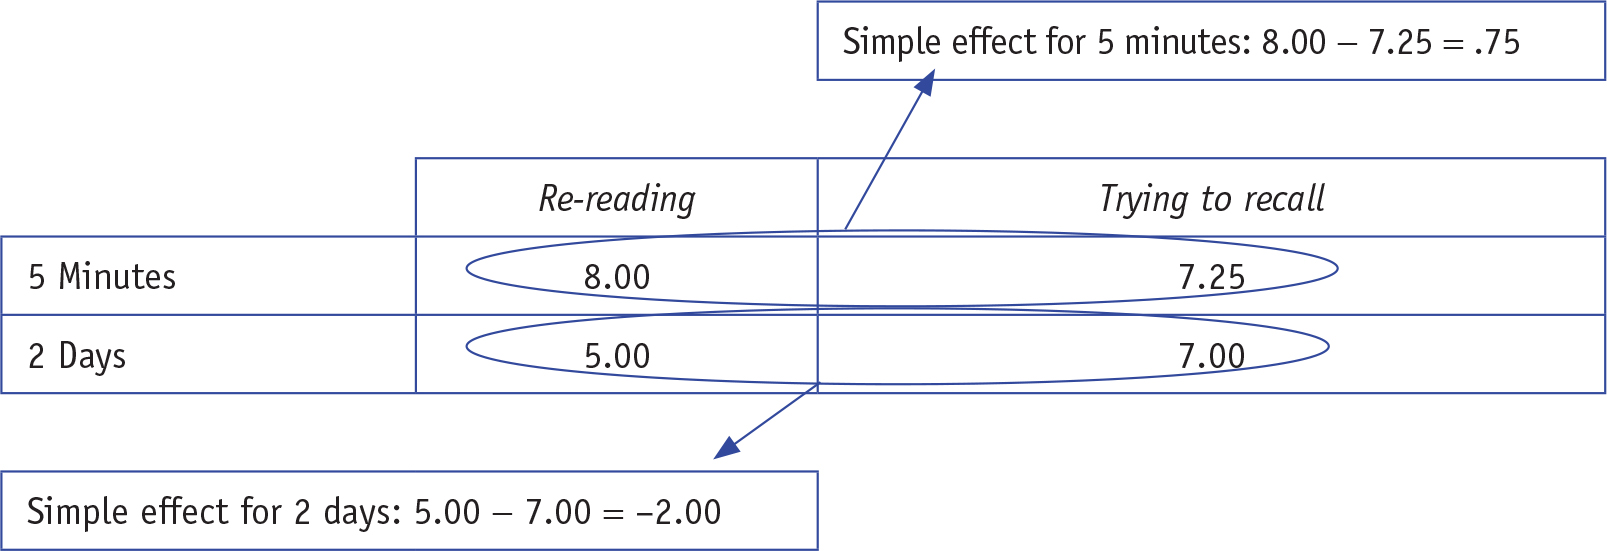 Simple effect for 5 minutes: 8.00 – 7.25 = .75
Re-reading Trying to recall
5 Minutes 8.00 7.25
2 Days 5.00 7.00
Simple effect for 2 days: 5.00 – 7.00 = –2.00